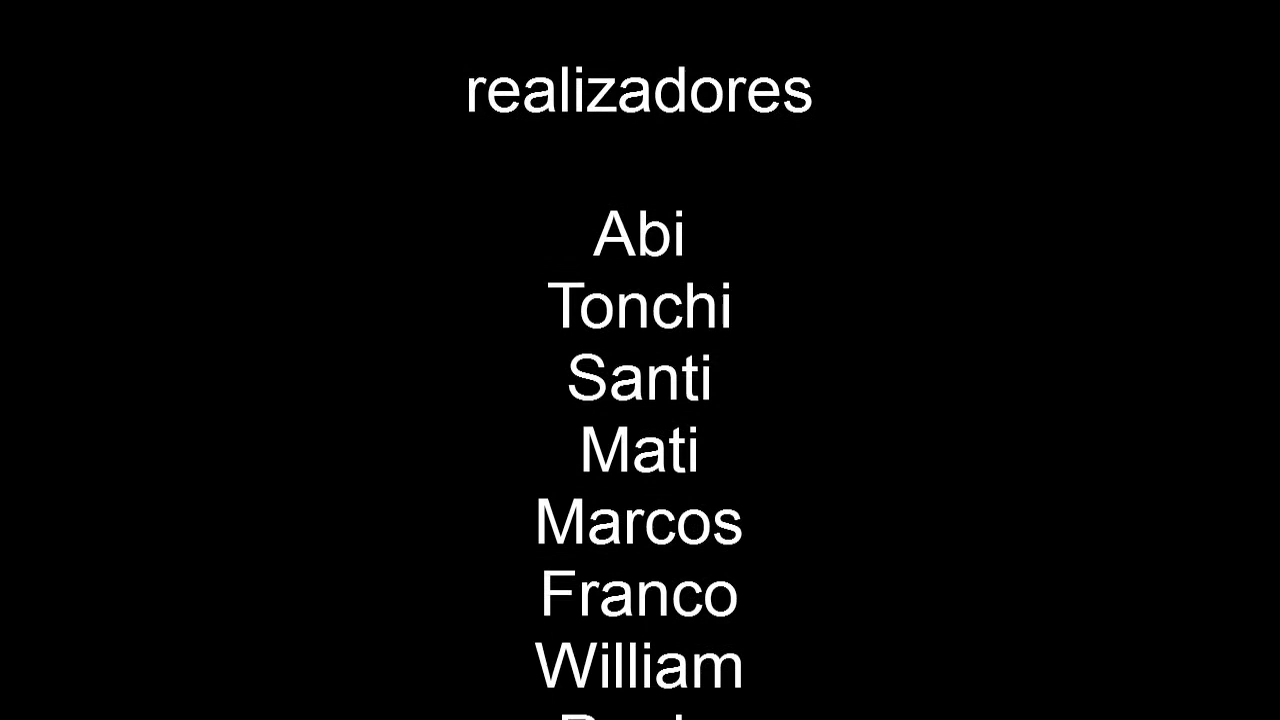 realizadores
Abi
Tonchi
Santi
Mati
Marcos
Franco
William